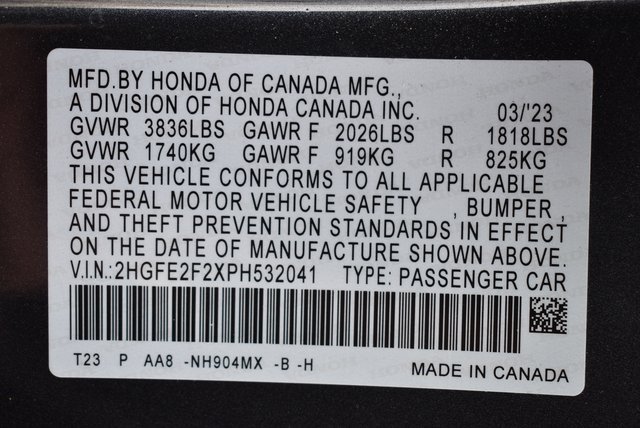 MFD.BY HONDA OF CANADA MFG.,
A DIVISION OF HONDA CANADA INC. 03/'23
GVWR 3836LBS GAWR F 2026LBS R 1818LBS
GVWR 1740KG GAWR F 919KG R 825KG
THIS VEHICLE CONFORMS TO ALL APPLICABLE
FEDERAL MOTOR VEHICLE SAFETY , BUMPER ,
AND THEFT PREVENTION STANDARDS IN EFFECT
ON THE DATE OF MANUFACTURE SHOWN ABOVE.
V.I.N.:2HGFE2F2XPH532041 TYPE: PASSENGER CAR
T23 P AA8 -NH904MX -B -H
MADE IN CANADA